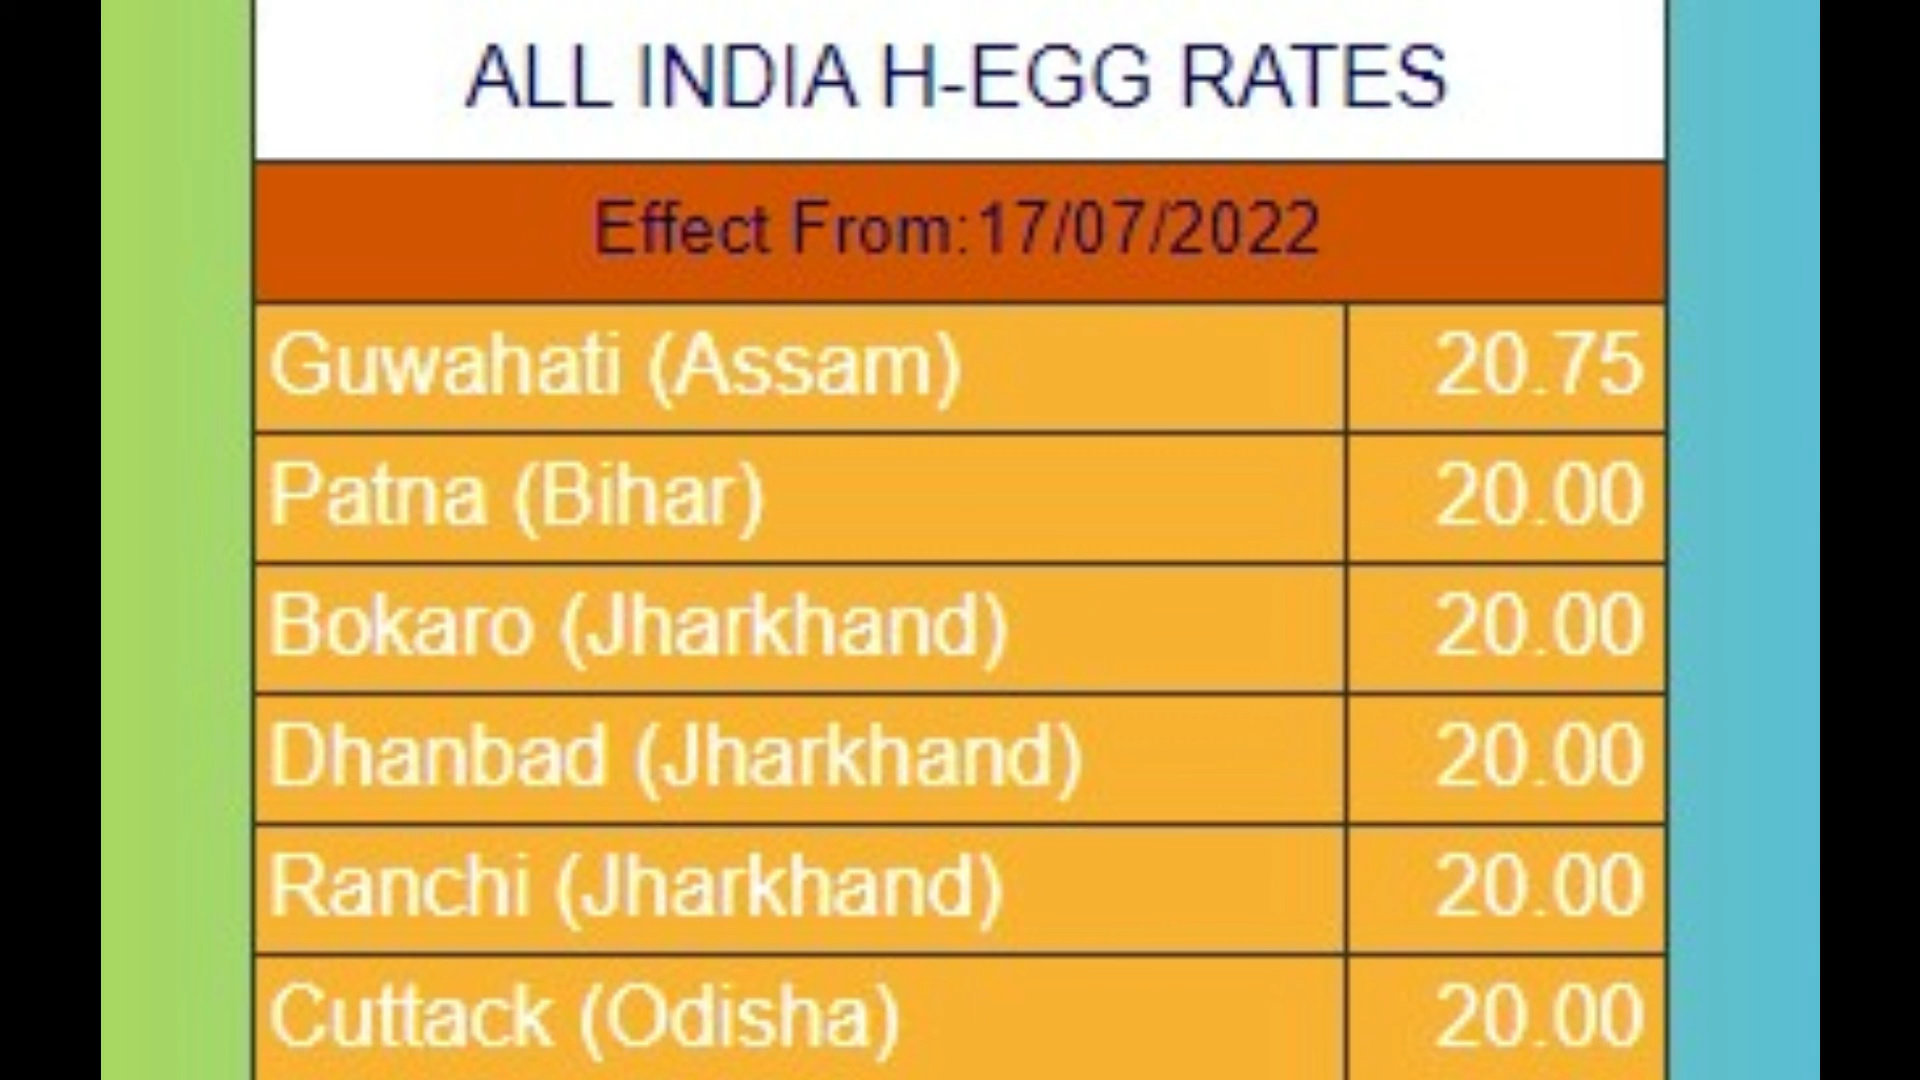 ALL INDIA H-EGG RATES
Effect From:17/07/2022
Guwahati (Assam) 20.75
Patna (Bihar) 20.00
Bokaro (Jharkhand) 20.00
Dhanbad (Jharkhand) 20.00
Ranchi (Jharkhand) 20.00
Cuttack (Odisha) 20.00